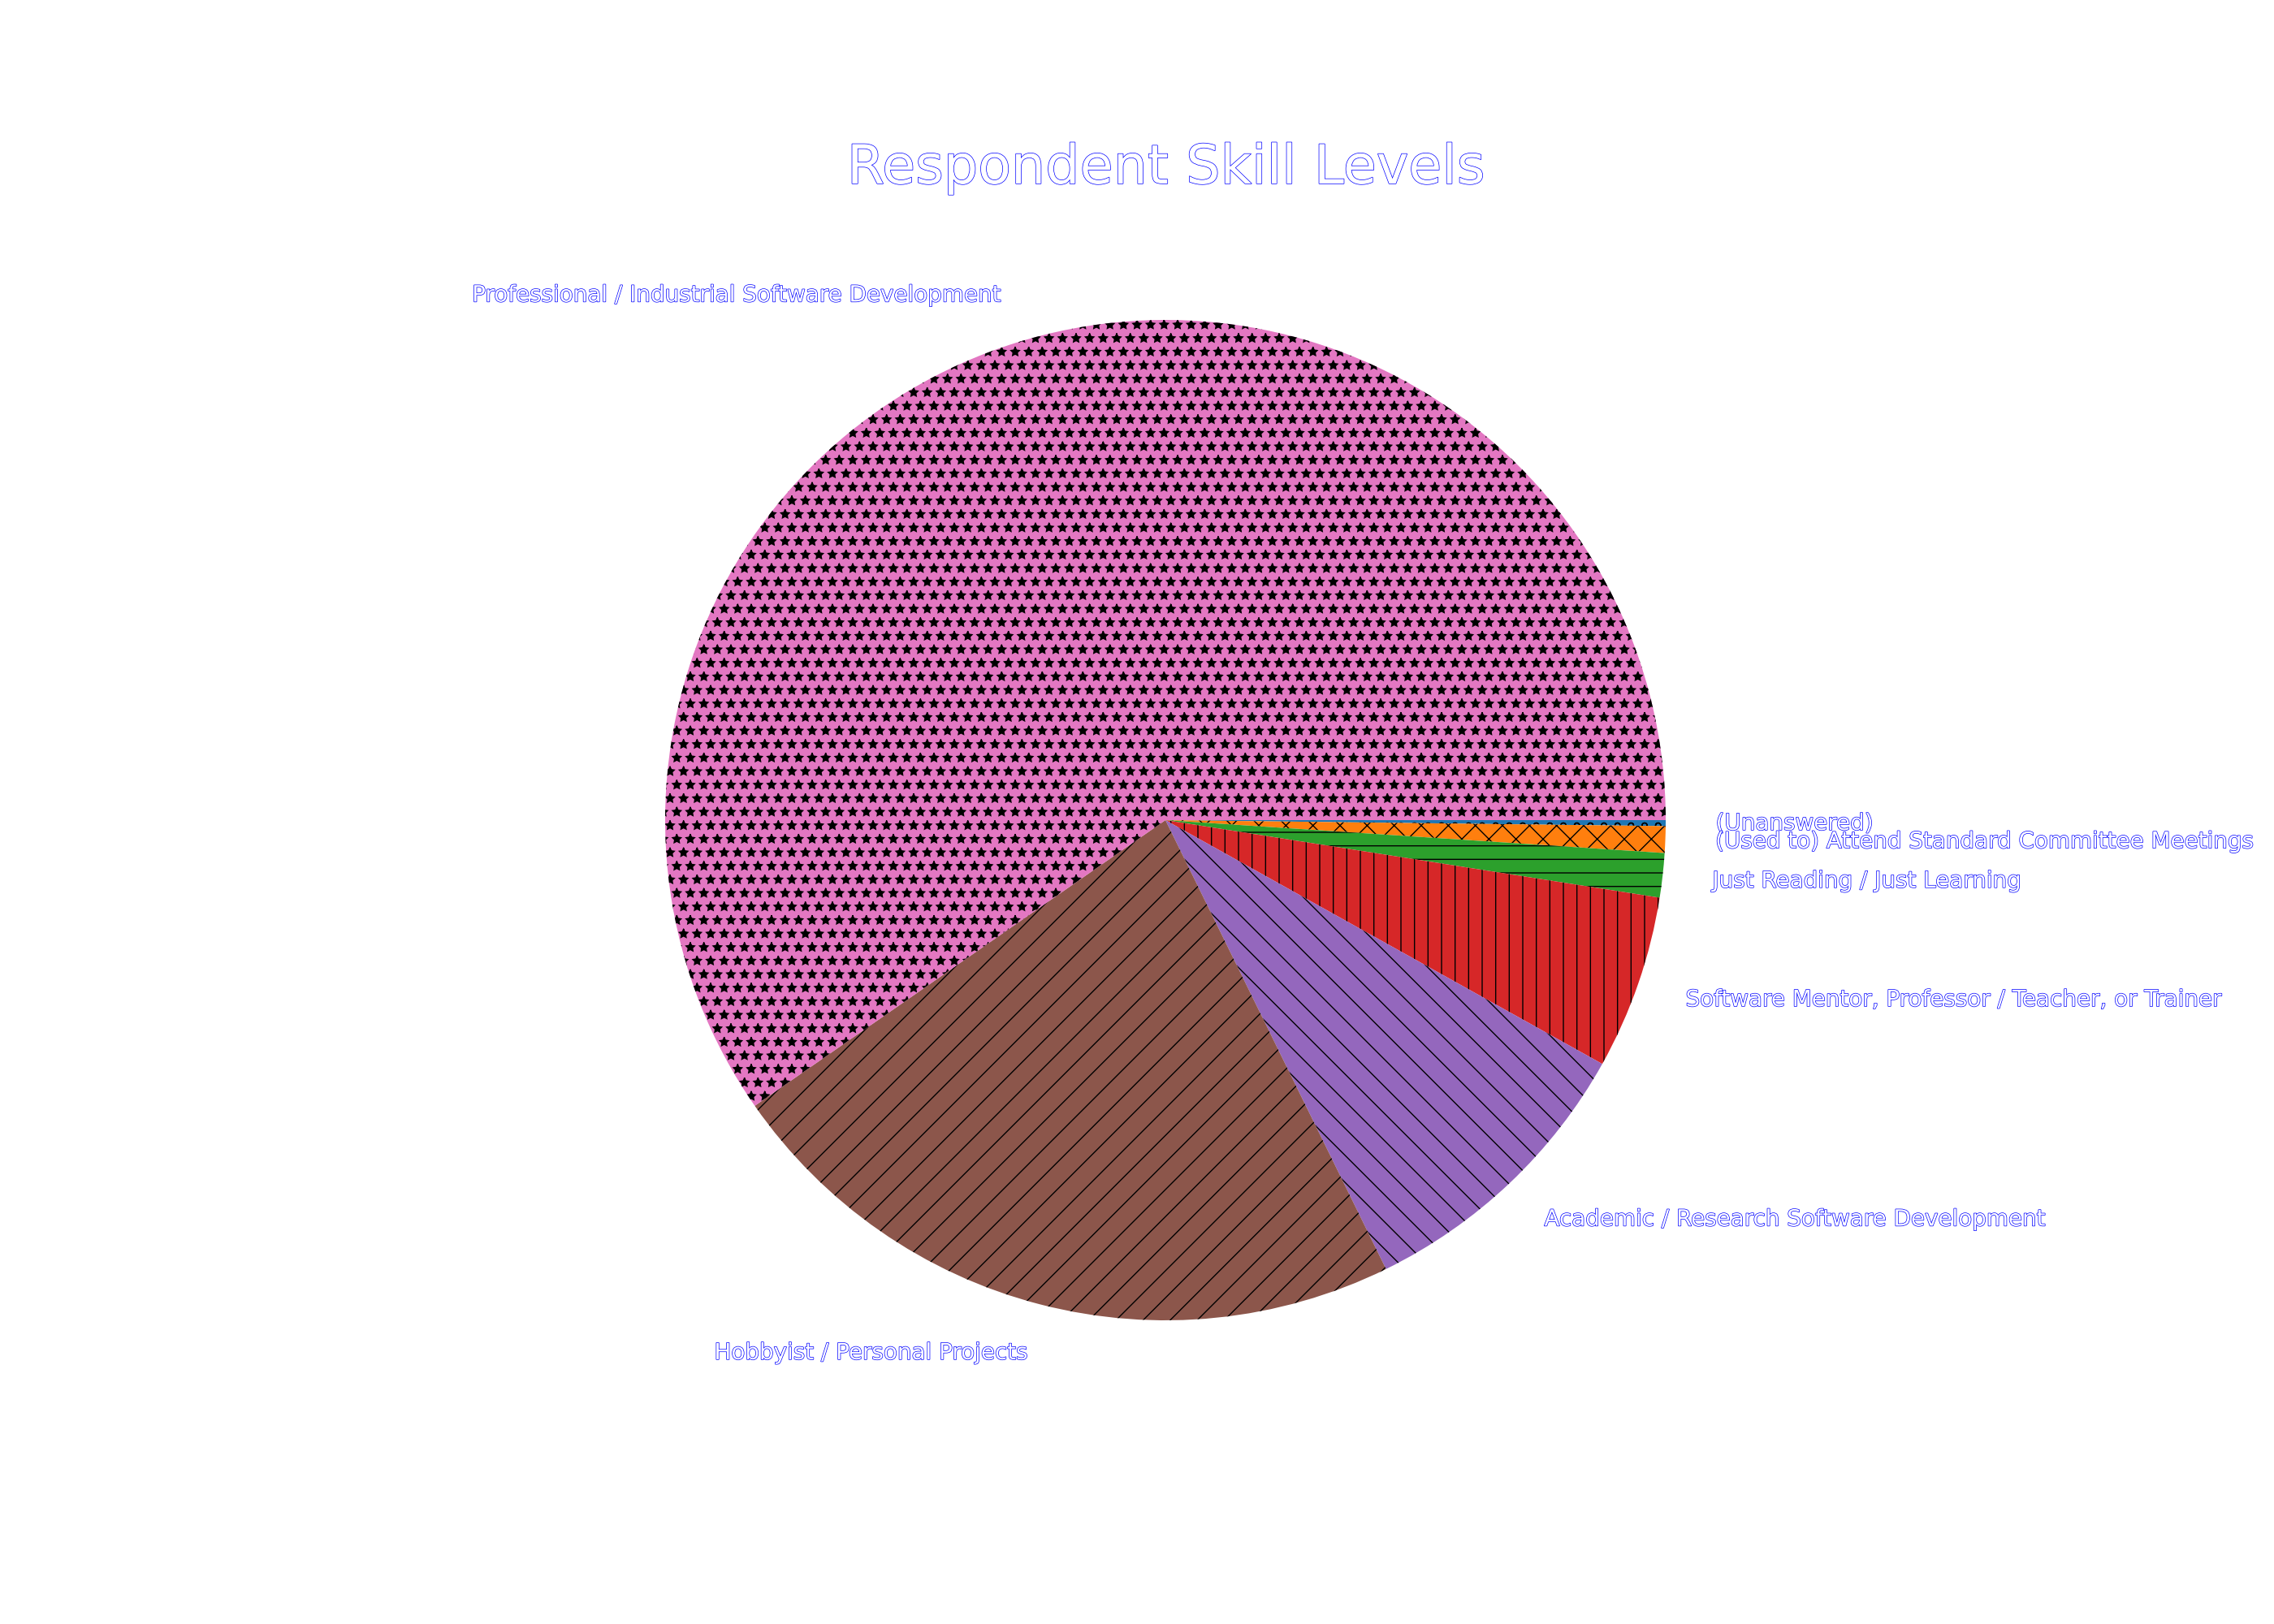 Respondent Skill Levels
Professional / Industrial Software Development
(Unanswered)
(Used to) Attend Standard Committee Meetings
Just Reading / Just Learning
Software Mentor, Professor / Teacher, or Trainer
Academic / Research Software Development
Hobbyist / Personal Projects